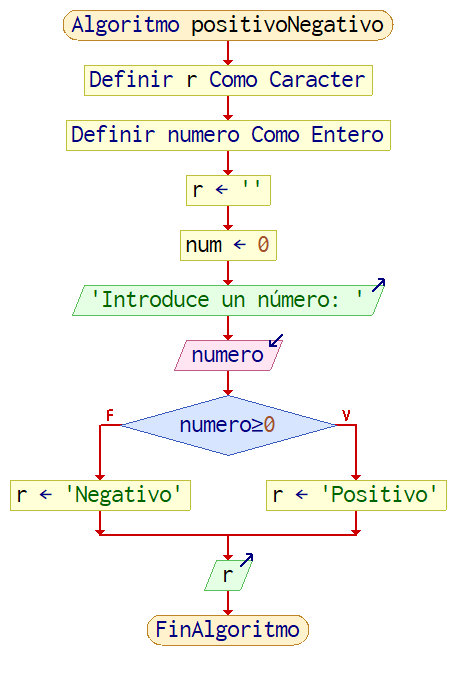 Algoritmo positivoNegativo
Definir r Como Caracter
Definir numero Como Entero
r ← ''
num ← 0
'Introduce un número: '
numero
numero≥0
F
V
r ← 'Negativo'
r ← 'Positivo'
r
FinAlgoritmo